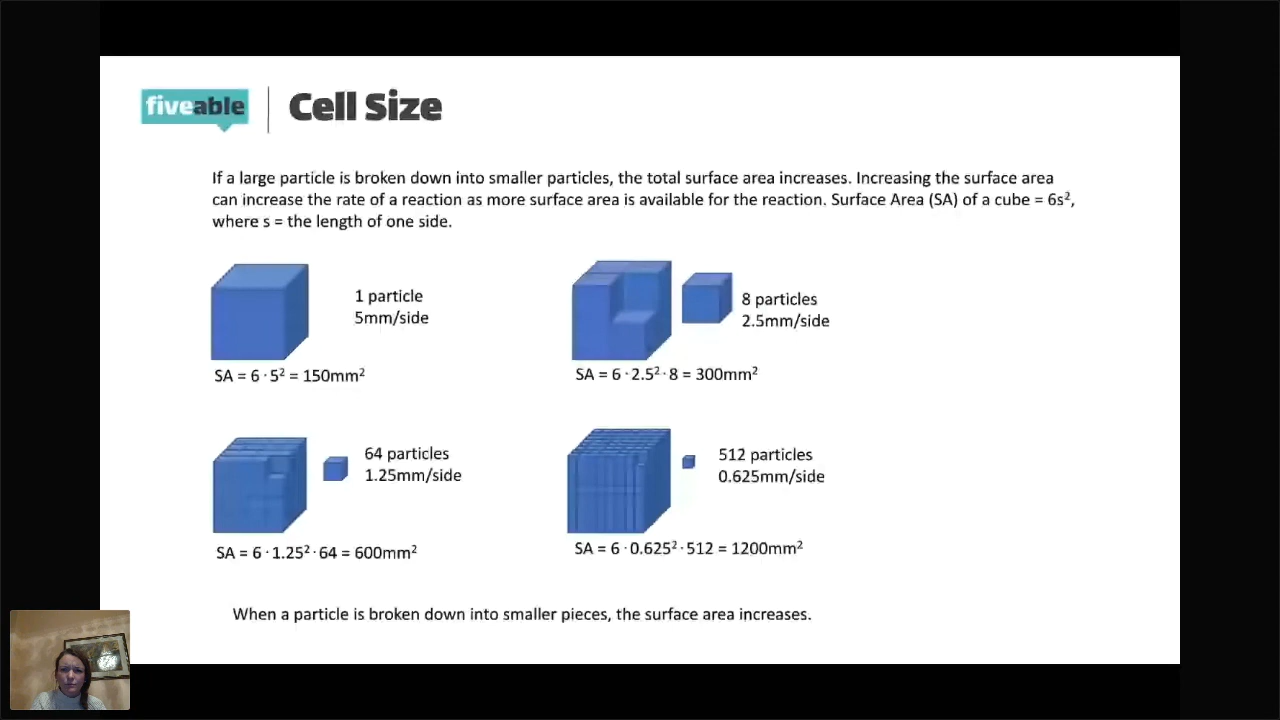 fiveable
Cell Size
If a large particle is broken down into smaller particles, the total surface area increases. Increasing the surface area
can increase the rate of a reaction as more surface area is available for the reaction. Surface Area (SA) of a cube = 6s²,
where s = the length of one side.
1 particle
5mm/side
SA = 6 · 5² = 150mm²
8 particles
2.5mm/side
SA = 6 · 2.5² · 8 = 300mm²
64 particles
1.25mm/side
SA = 6 · 1.25² · 64 = 600mm²
512 particles
0.625mm/side
SA = 6 · 0.625² · 512 = 1200mm²
When a particle is broken down into smaller pieces, the surface area increases.